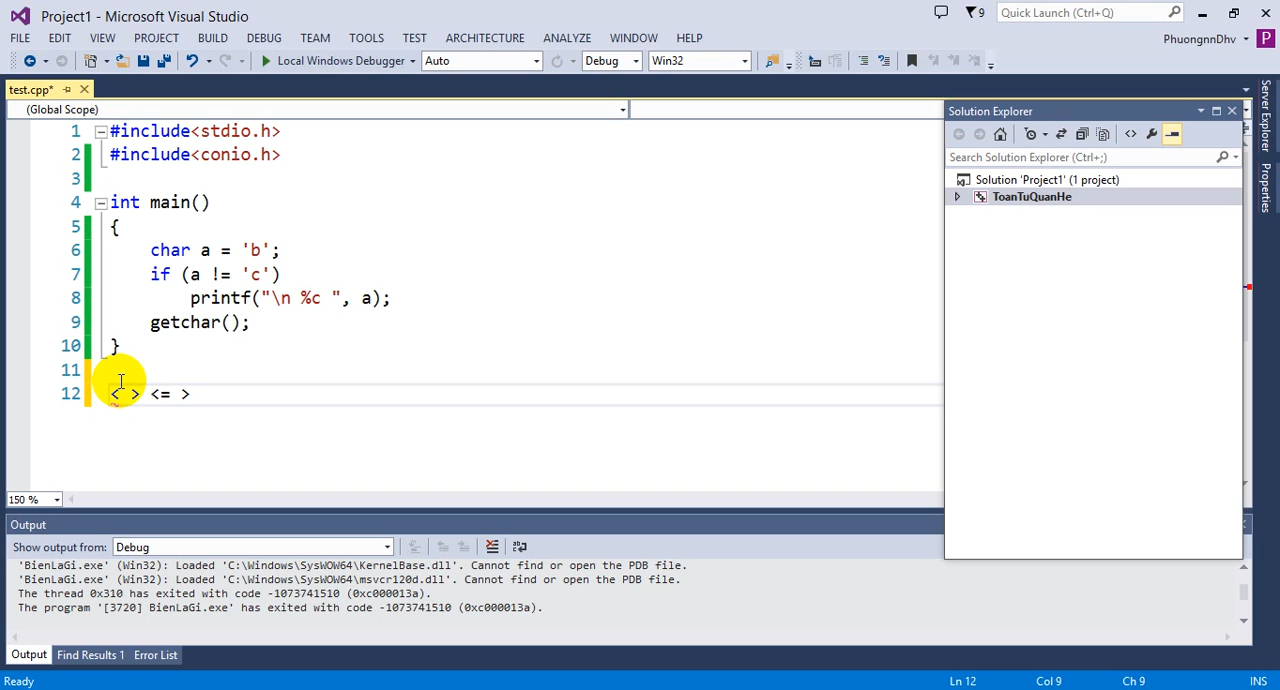 Project1 - Microsoft Visual Studio
9
Quick Launch (Ctrl+Q)
FILE EDIT VIEW PROJECT BUILD DEBUG TEAM TOOLS TEST ARCHITECTURE ANALYZE WINDOW HELP
PhuongnnDhv P
Local Windows Debugger Auto Debug Win32
test.cpp*
(Global Scope)
1 #include<stdio.h>
2 #include<conio.h>
3
4 int main()
5 {
6 char a = 'b';
7 if (a != 'c')
8 printf("\n %c ", a);
9 getchar();
10 }
11
12 < > <= >
150 %
Solution Explorer
Search Solution Explorer (Ctrl+;)
Solution 'Project1' (1 project)
ToanTuQuanHe
Server Explorer
Properties
Output
Show output from: Debug
'BienLaGi.exe' (Win32): Loaded 'C:\Windows\SysWOW64\KernelBase.dll'. Cannot find or open the PDB file.
'BienLaGi.exe' (Win32): Loaded 'C:\Windows\SysWOW64\msvcr120d.dll'. Cannot find or open the PDB file.
The thread 0x310 has exited with code -1073741510 (0xc000013a).
The program '[3720] BienLaGi.exe' has exited with code -1073741510 (0xc000013a).
Output Find Results 1 Error List
Ready Ln 12 Col 9 Ch 9 INS